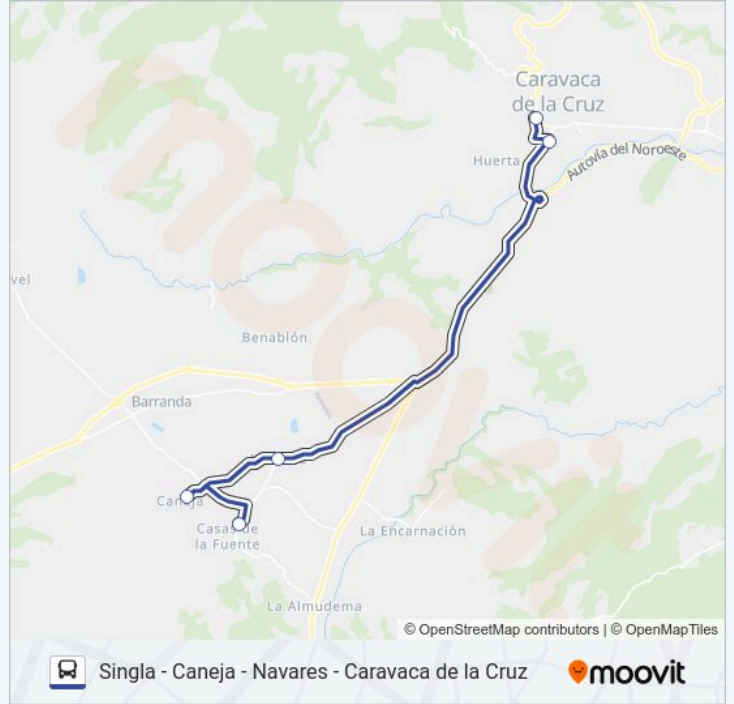 Caravaca
de la Cruz
Huerta
Autovía del Noroeste
vel
Benablón
Barranda
Caneja
Casas de
la Fuente
La Encarnación
La Almudema
© OpenStreetMap contributors | © OpenMapTiles
Singla - Caneja - Navares - Caravaca de la Cruz
moovit
moovit